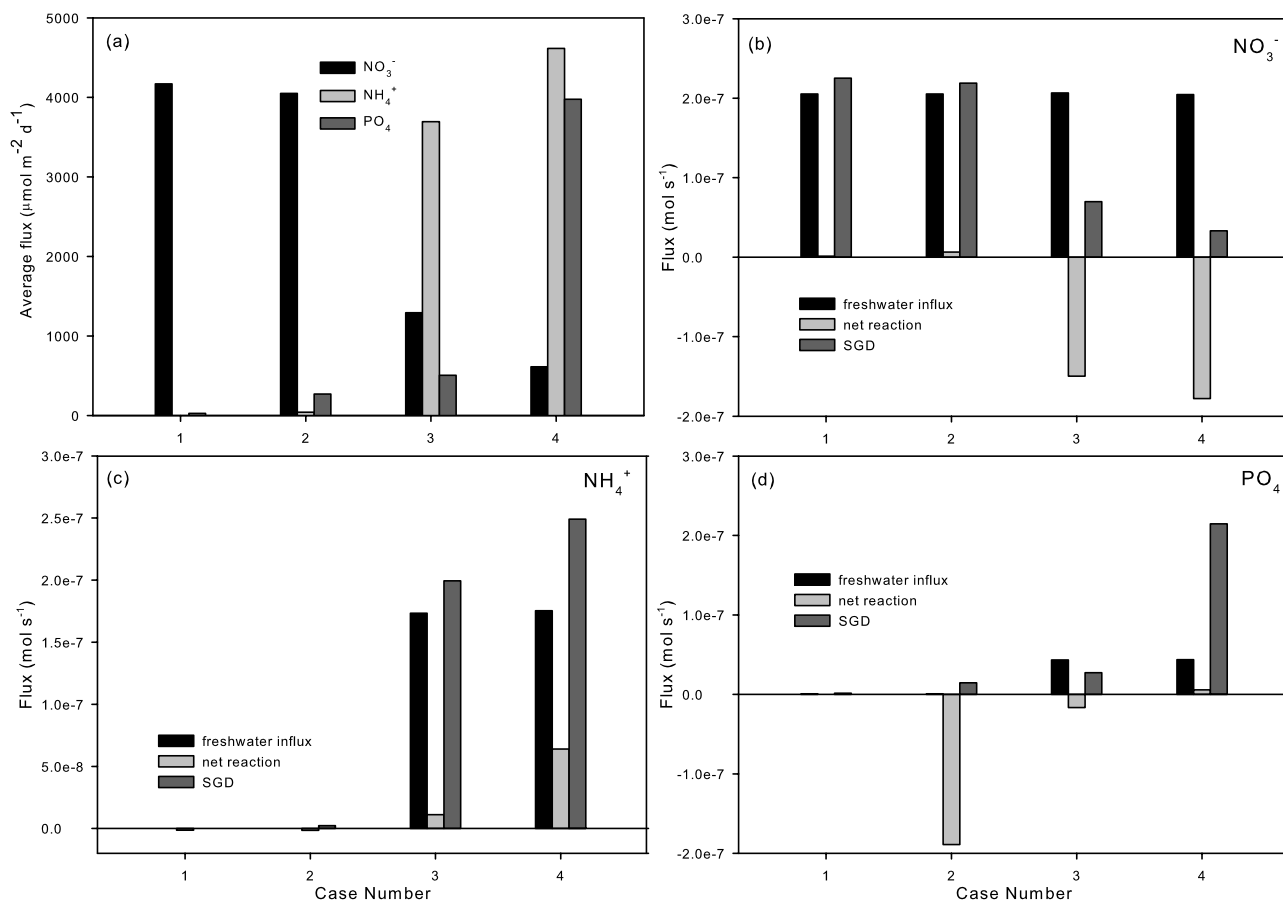 (a)
NO₃⁻
NH₄⁺
PO₄
Average flux (μmol m⁻² d⁻¹)
5000
4000
3000
2000
1000
0
1 2 3 4
(b)
NO₃⁻
Flux (mol s⁻¹)
3.0e-7
2.0e-7
1.0e-7
0.0
-1.0e-7
-2.0e-7
freshwater influx
net reaction
SGD
1 2 3 4
(c)
NH₄⁺
Flux (mol s⁻¹)
3.0e-7
2.5e-7
2.0e-7
1.5e-7
1.0e-7
5.0e-8
0.0
freshwater influx
net reaction
SGD
1 2 3 4
Case Number
(d)
PO₄
Flux (mol s⁻¹)
3.0e-7
2.0e-7
1.0e-7
0.0
-1.0e-7
-2.0e-7
freshwater influx
net reaction
SGD
1 2 3 4
Case Number